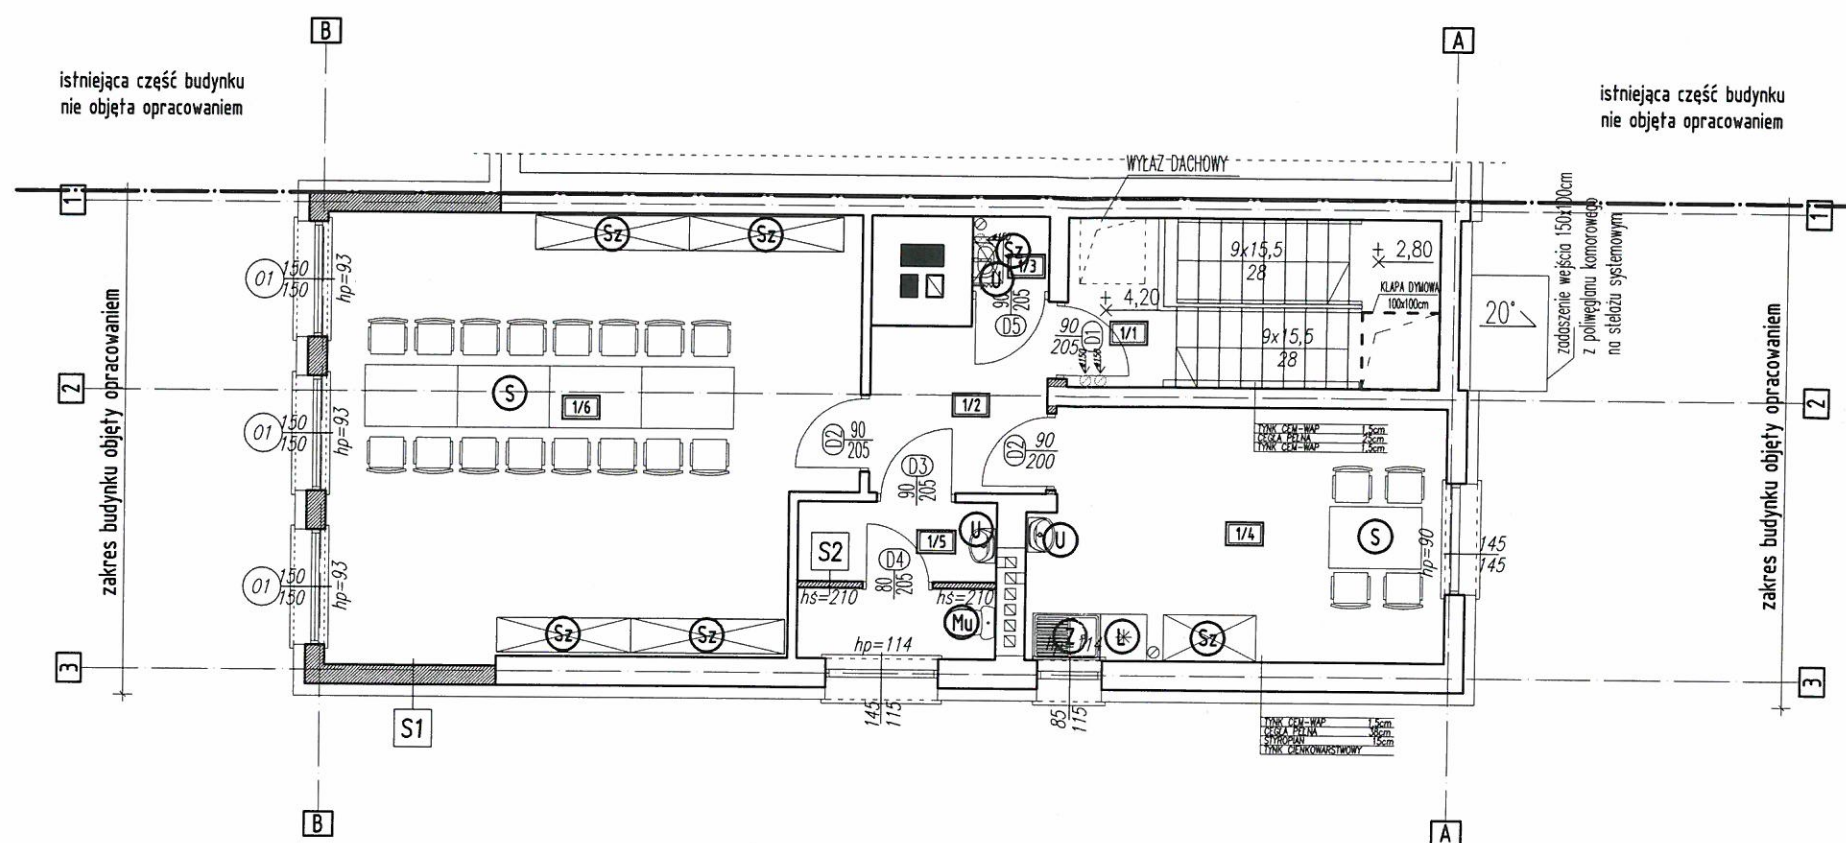 B
A
istniejąca część budynku
nie objęta opracowaniem
istniejąca część budynku
nie objęta opracowaniem
WYŁAZ DACHOWY
1
1
zakres budynku objęty opracowaniem
zakres budynku objęty opracowaniem
zadaszenie wejścia 150x100cm
z poliwęglanu komorowego
na stelażu systemowym
20°
Sz
Sz
Sz
U
1/3
9x15,5
28
+ 2,80
KLAPA DYMOWA
100x100cm
+ 4,20
O1
150
150
hp=93
D5
90
205
90
205
D1
1/1
9x15,5
28
2
2
S
1/6
1/2
O1
150
150
hp=93
D2
90
205
D2
90
200
TYNK CEM-WAP 1,5cm
CEGŁA PEŁNA 25cm
TYNK CEM-WAP 1,5cm
D3
90
205
S2
1/5
U
U
1/4
S
hp=90
145
145
D4
80
205
O1
150
150
hp=93
hś=210
hś=210
Sz
Sz
Mu
Z
Ł
Sz
hp=114
hp=114
3
3
S1
145
115
85
115
TYNK CEM-WAP 1,5cm
CEGŁA PEŁNA 38cm
STYROPIAN 15cm
TYNK CIENKOWARSTWOWY
B
A